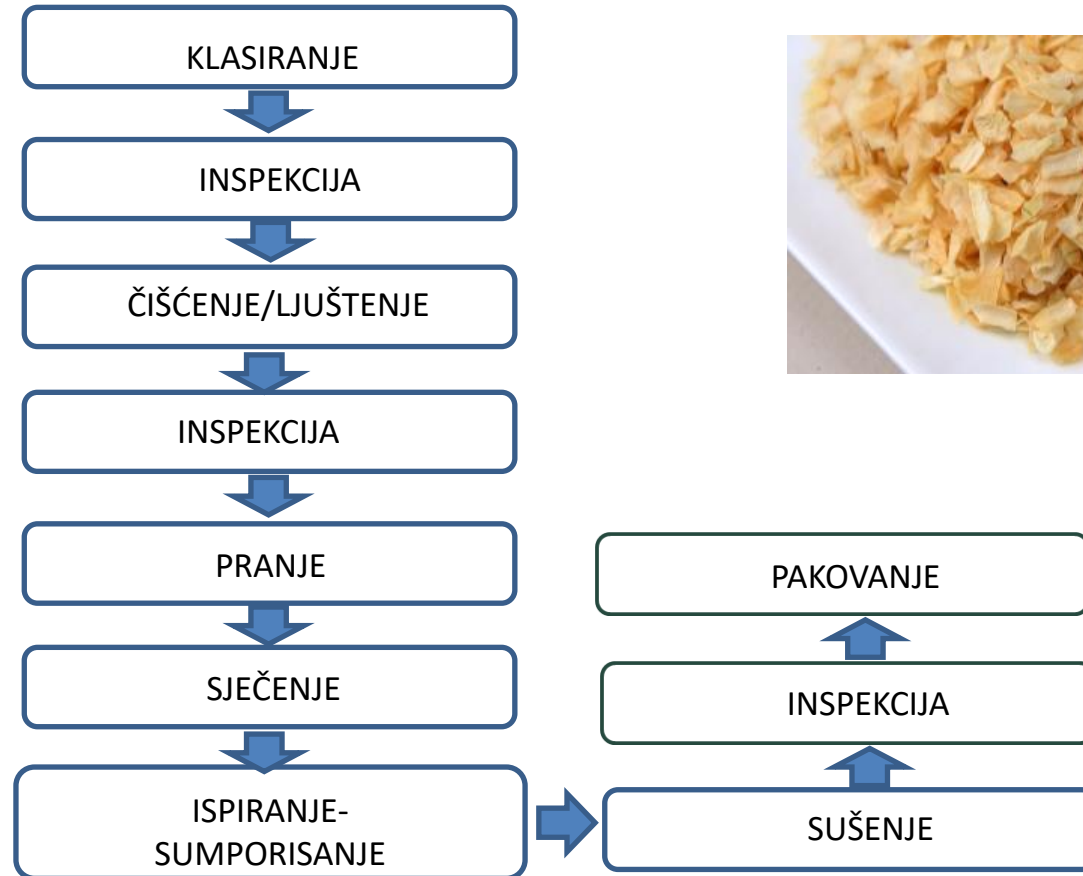 KLASIRANJE
INSPEKCIJA
ČIŠĆENJE/LJUŠTENJE
INSPEKCIJA
PRANJE
SJEČENJE
ISPIRANJE-
SUMPORISANJE
SUŠENJE
INSPEKCIJA
PAKOVANJE